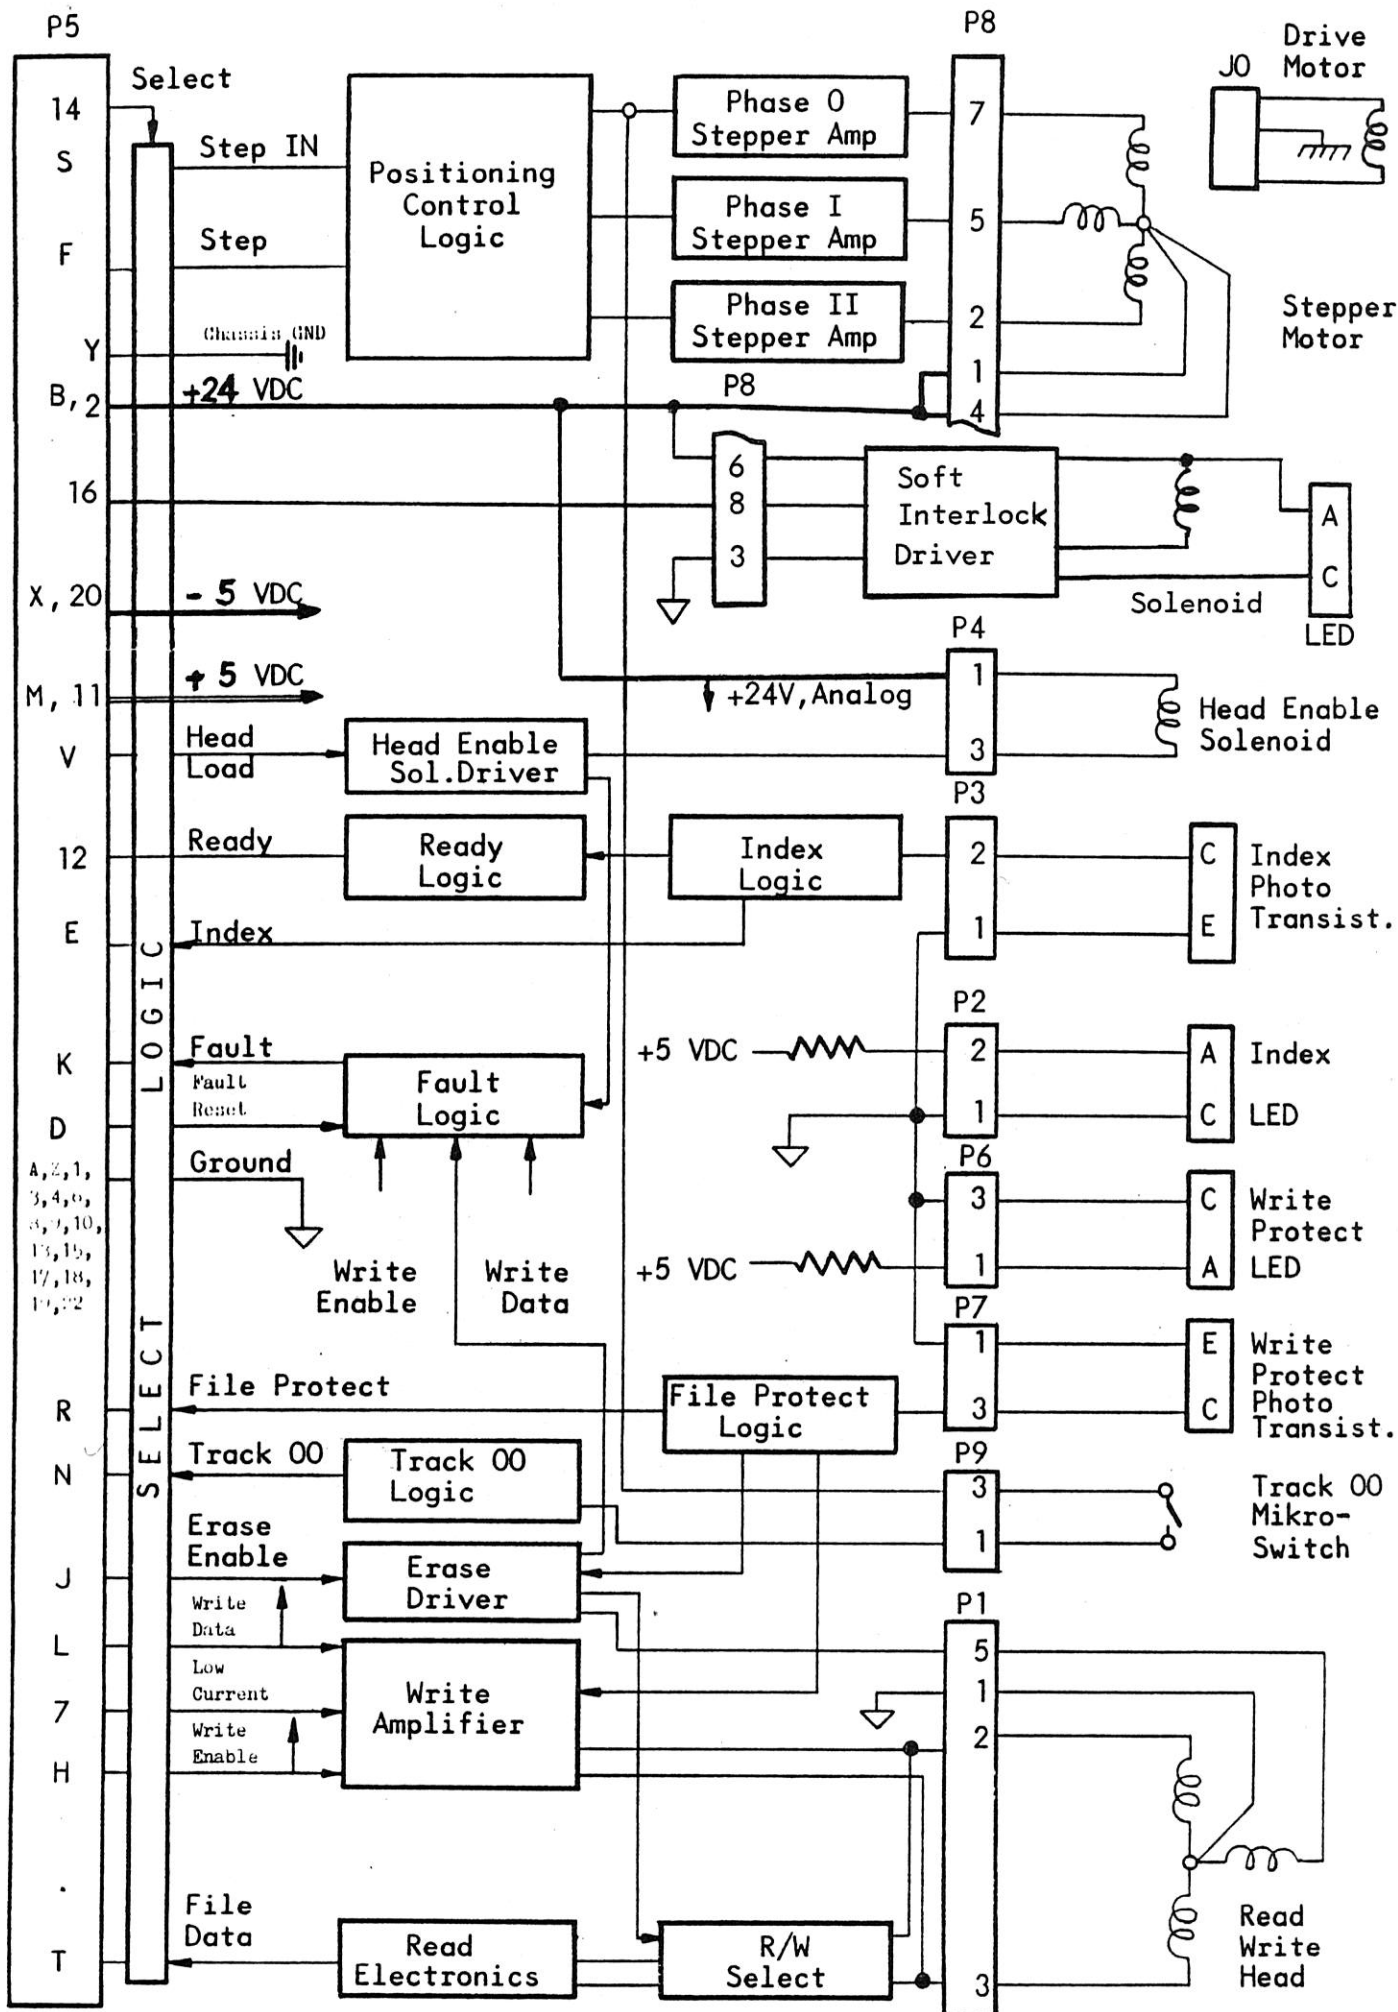 P5
P8
Drive
Motor
J0
Select
14
S
Step IN
F
Step
Y
Chassis GND
B,2
+24 VDC
16
X,20
- 5 VDC
M,11
+ 5 VDC
V
Head
Load
12
Ready
E
Index
K
Fault
Fault
Reset
D
Ground
3,4,6,
13,15,
17,18,
R
File Protect
N
Track 00
Erase
Enable
J
Write
Data
L
Low
Current
7
Write
Enable
H
File
Data
T
SELECT LOGIC
Positioning
Control
Logic
Phase 0
Stepper Amp
Phase I
Stepper Amp
Phase II
Stepper Amp
7
5
2
1
4
Stepper
Motor
P8
6
8
3
Soft
Interlock
Driver
A
C
Solenoid
LED
P4
1
3
+24V,Analog
Head Enable
Solenoid
Head Enable
Sol.Driver
Ready
Logic
Index
Logic
P3
2
1
C
E
Index
Photo
Transist.
P2
+5 VDC
2
1
A
C
Index
LED
Fault
Logic
Write
Enable
Write
Data
P6
3
1
+5 VDC
C
A
Write
Protect
LED
P7
1
3
E
C
Write
Protect
Photo
Transist.
File Protect
Logic
P9
3
1
Track 00
Mikro-
Switch
Track 00
Logic
Erase
Driver
Write
Amplifier
P1
5
1
2
3
Read
Electronics
R/W
Select
Read
Write
Head